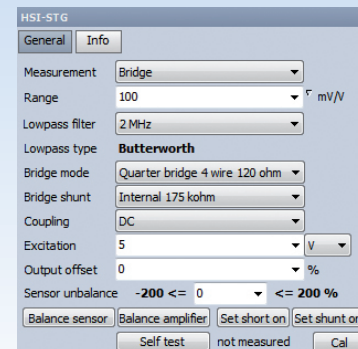 HSI-STG
General Info
Measurement Bridge
Range 100 mV/V
Lowpass filter 2 MHz
Lowpass type Butterworth
Bridge mode Quarter bridge 4 wire 120 ohm
Bridge shunt Internal 175 kohm
Coupling DC
Excitation 5 V
Output offset 0 %
Sensor unbalance -200 <= 0 <= 200 %
Balance sensor Balance amplifier Set short on Set shunt on
Self test not measured Cal